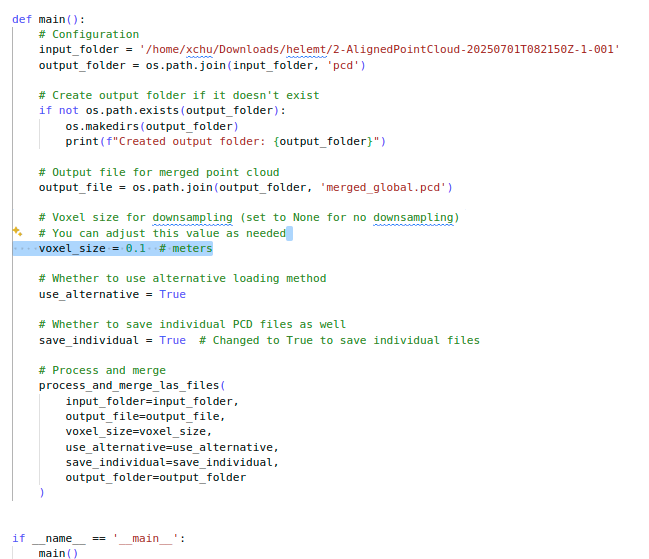 def main():
    # Configuration
    input_folder = '/home/xchu/Downloads/helemt/2-AlignedPointCloud-20250701T082150Z-1-001'
    output_folder = os.path.join(input_folder, 'pcd')

    # Create output folder if it doesn't exist
    if not os.path.exists(output_folder):
        os.makedirs(output_folder)
        print(f"Created output folder: {output_folder}")

    # Output file for merged point cloud
    output_file = os.path.join(output_folder, 'merged_global.pcd')

    # Voxel size for downsampling (set to None for no downsampling)
    # You can adjust this value as needed
    voxel_size = 0.1  # meters

    # Whether to use alternative loading method
    use_alternative = True

    # Whether to save individual PCD files as well
    save_individual = True  # Changed to True to save individual files

    # Process and merge
    process_and_merge_las_files(
        input_folder=input_folder,
        output_file=output_file,
        voxel_size=voxel_size,
        use_alternative=use_alternative,
        save_individual=save_individual,
        output_folder=output_folder
    )


if __name__ == '__main__':
    main()